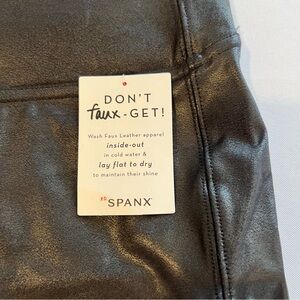 DON'T
faux-GET!
Wash Faux Leather apparel
inside-out
in cold water &
lay flat to dry
to maintain their shine
SPANX